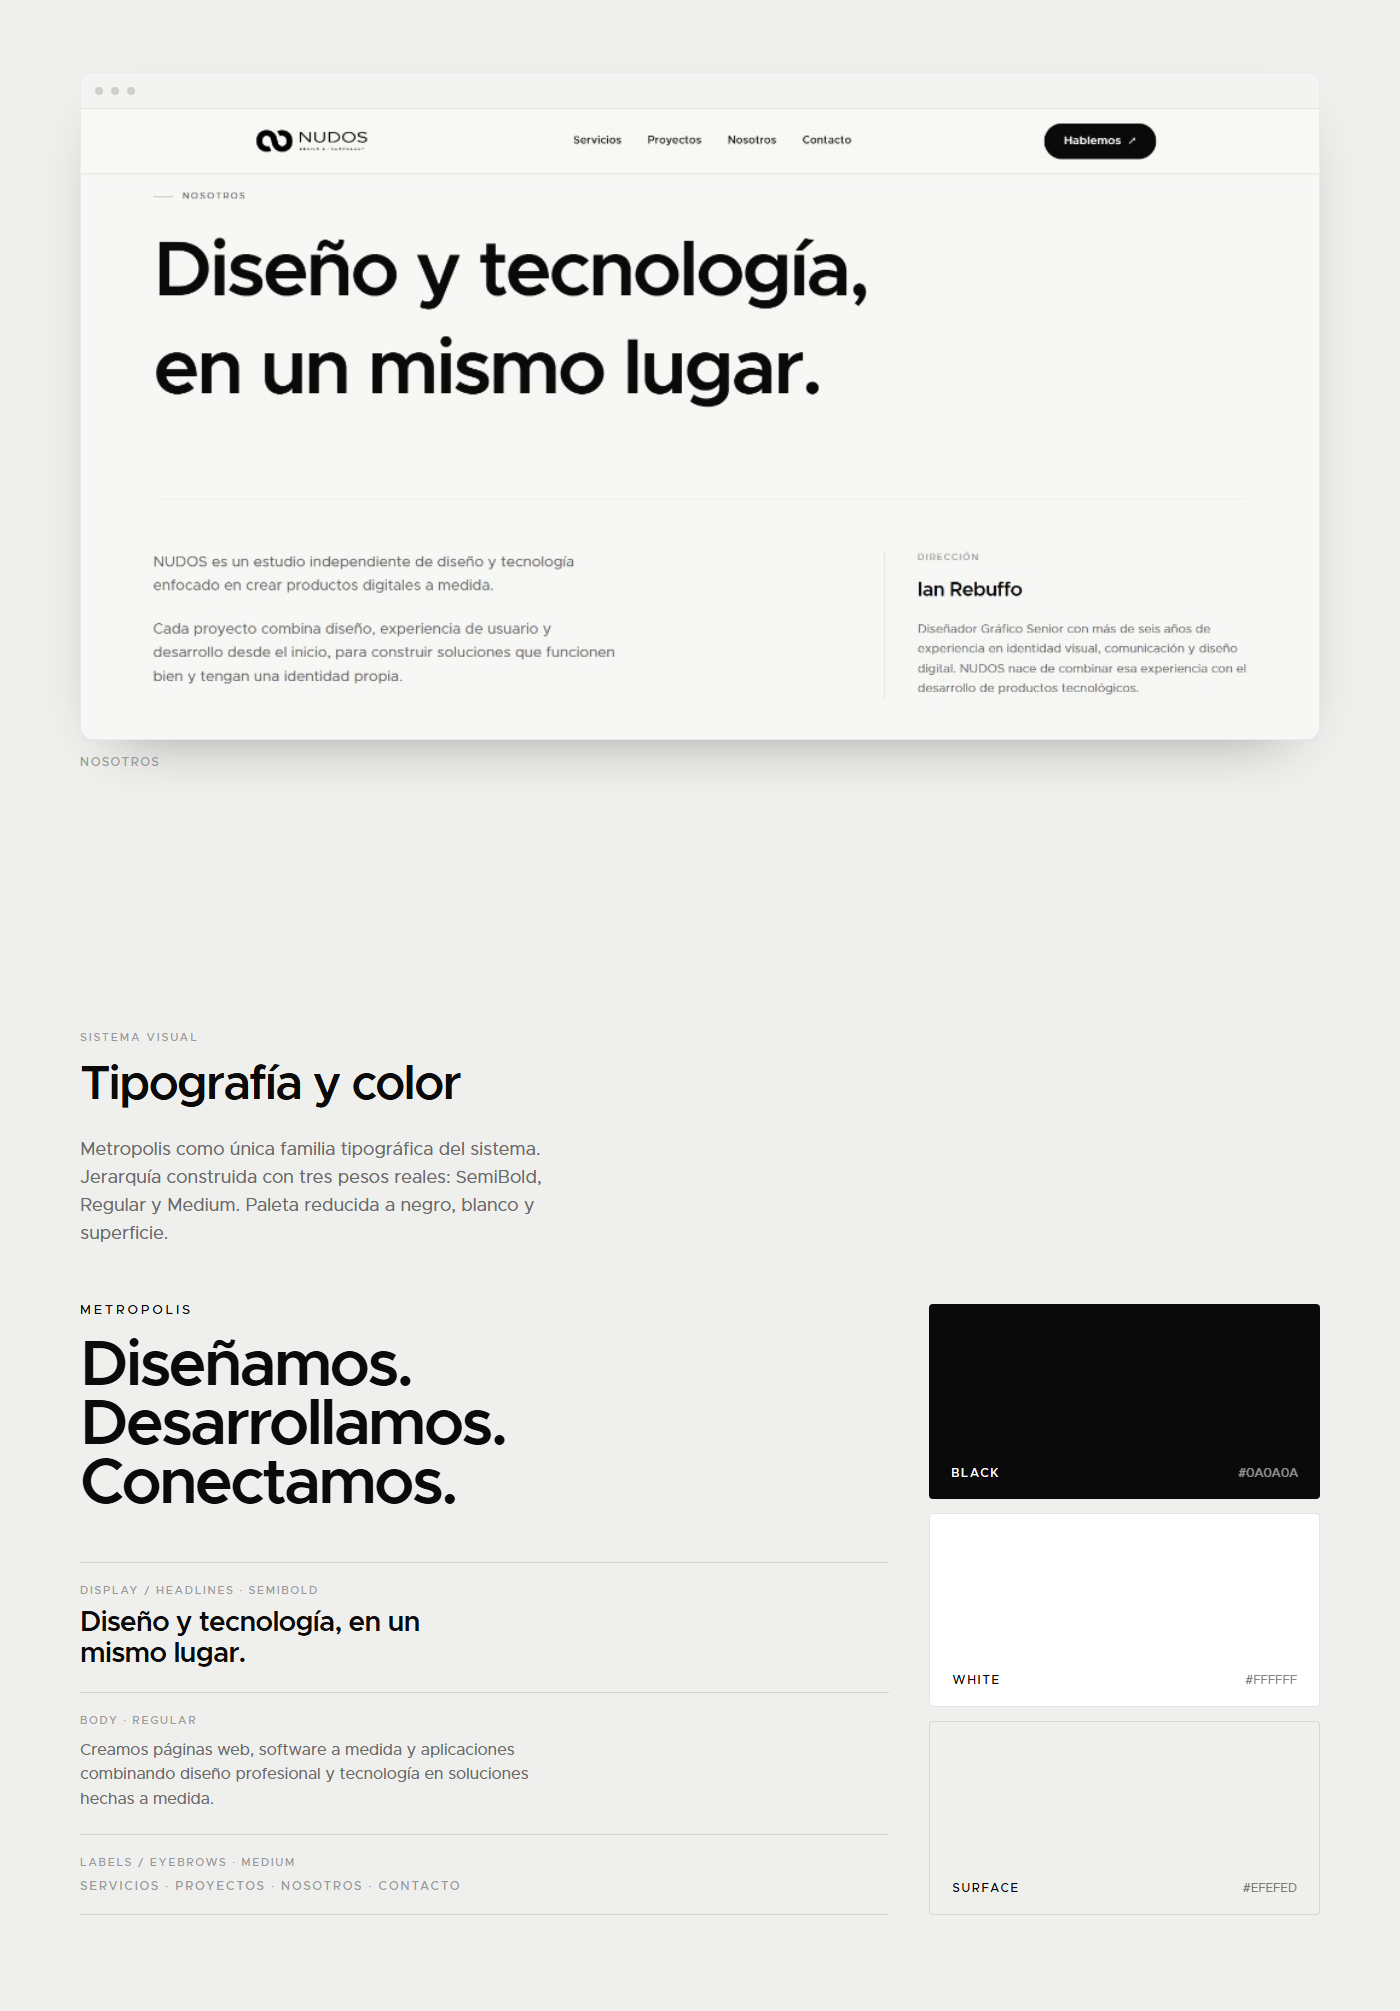 NUDOS
Servicios Proyectos Nosotros Contacto
Hablemos ↗
NOSOTROS
Diseño y tecnología,
en un mismo lugar.
NUDOS es un estudio independiente de diseño y tecnología
enfocado en crear productos digitales a medida.
Cada proyecto combina diseño, experiencia de usuario y
desarrollo desde el inicio, para construir soluciones que funcionen
bien y tengan una identidad propia.
DIRECCIÓN
Ian Rebuffo
Diseñador Gráfico Senior con más de seis años de
experiencia en identidad visual, comunicación y diseño
digital. NUDOS nace de combinar esa experiencia con el
desarrollo de productos tecnológicos.
NOSOTROS
SISTEMA VISUAL
Tipografía y color
Metropolis como única familia tipográfica del sistema.
Jerarquía construida con tres pesos reales: SemiBold,
Regular y Medium. Paleta reducida a negro, blanco y
superficie.
METROPOLIS
Diseñamos.
Desarrollamos.
Conectamos.
DISPLAY / HEADLINES · SEMIBOLD
Diseño y tecnología, en un
mismo lugar.
BODY · REGULAR
Creamos páginas web, software a medida y aplicaciones
combinando diseño profesional y tecnología en soluciones
hechas a medida.
LABELS / EYEBROWS · MEDIUM
SERVICIOS · PROYECTOS · NOSOTROS · CONTACTO
BLACK #0A0A0A
WHITE #FFFFFF
SURFACE #EFEFED